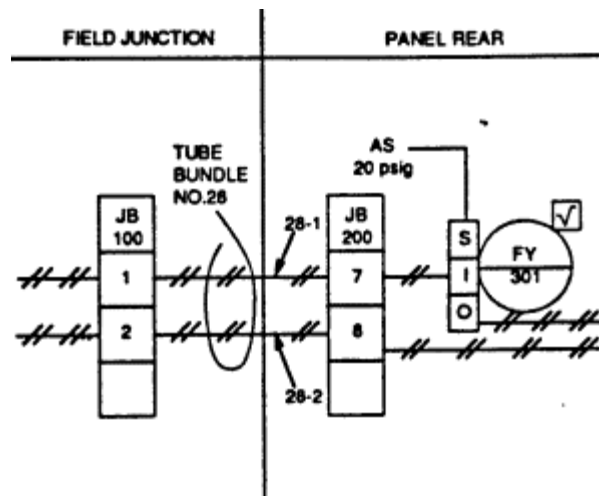 FIELD JUNCTION
PANEL REAR
TUBE
BUNDLE
NO.28
AS
20 psig
JB
100
1
2
28-1
28-2
JB
200
7
8
S
I
O
FY
301
√